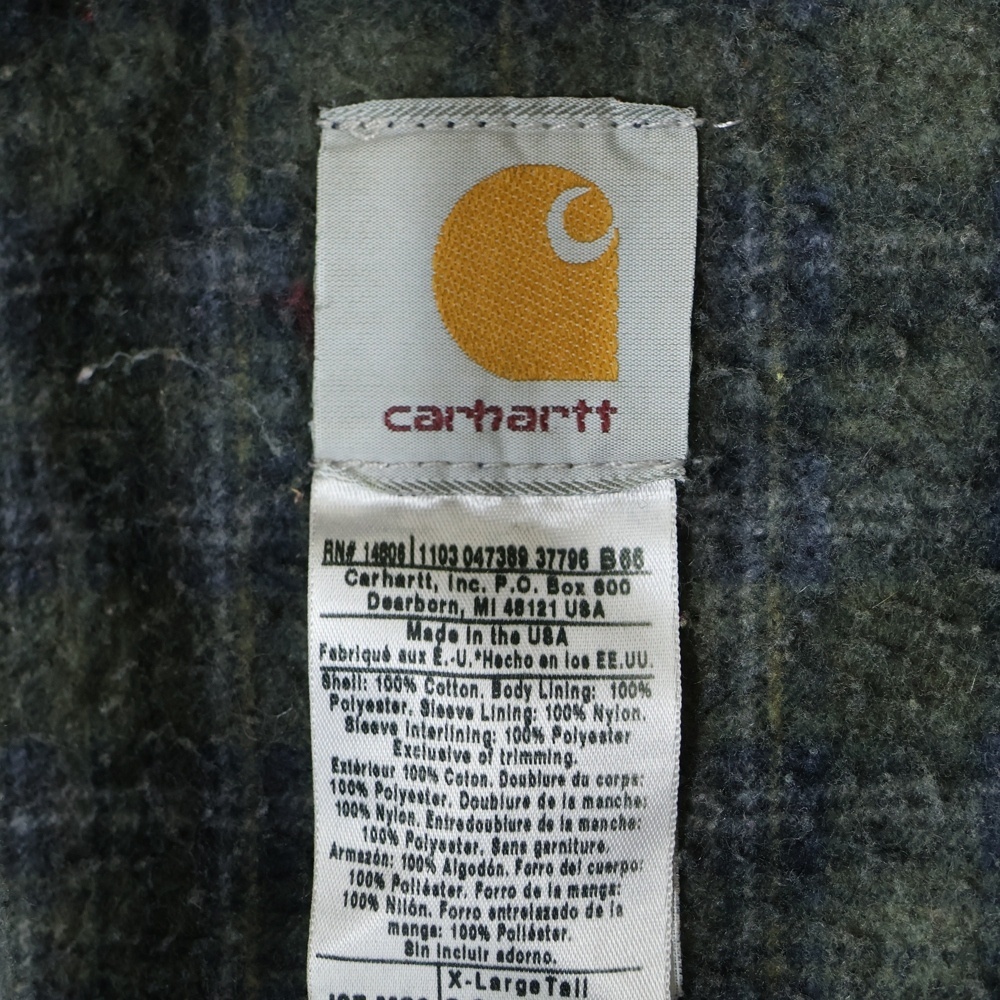 carhartt
RN# 14806 1103 047389 37796 B66
Carhartt, Inc. P.O. Box 600
Dearborn, MI 48121 USA
Made in the USA
Fabriqué aux É.-U.*Hecho en los EE.UU.
Shell: 100% Cotton. Body Lining: 100%
Polyester. Sleeve Lining: 100% Nylon.
Sleeve Interlining: 100% Polyester
Exclusive of trimming.
Extérieur 100% Coton. Doublure du corps:
100% Polyester. Doublure de la manche:
100% Nylon. Entredoublure de la manche:
100% Polyester. Sans garniture.
Armazón: 100% Algodón. Forro del cuerpo:
100% Poliéster. Forro de la manga:
100% Nilón. Forro entrelazado de la
manga: 100% Poliéster.
Sin incluir adorno.
X-Large Tall